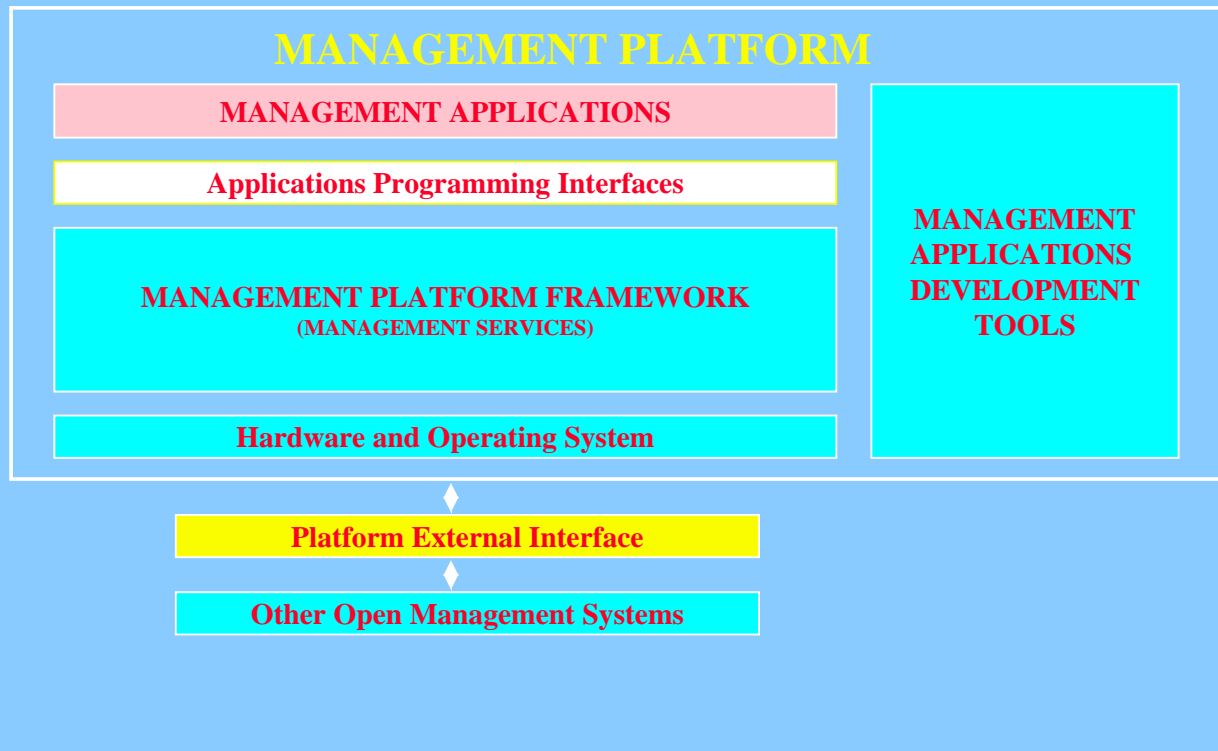 MANAGEMENT PLATFORM
MANAGEMENT APPLICATIONS
Applications Programming Interfaces
MANAGEMENT PLATFORM FRAMEWORK
(MANAGEMENT SERVICES)
Hardware and Operating System
MANAGEMENT
APPLICATIONS
DEVELOPMENT
TOOLS
Platform External Interface
Other Open Management Systems